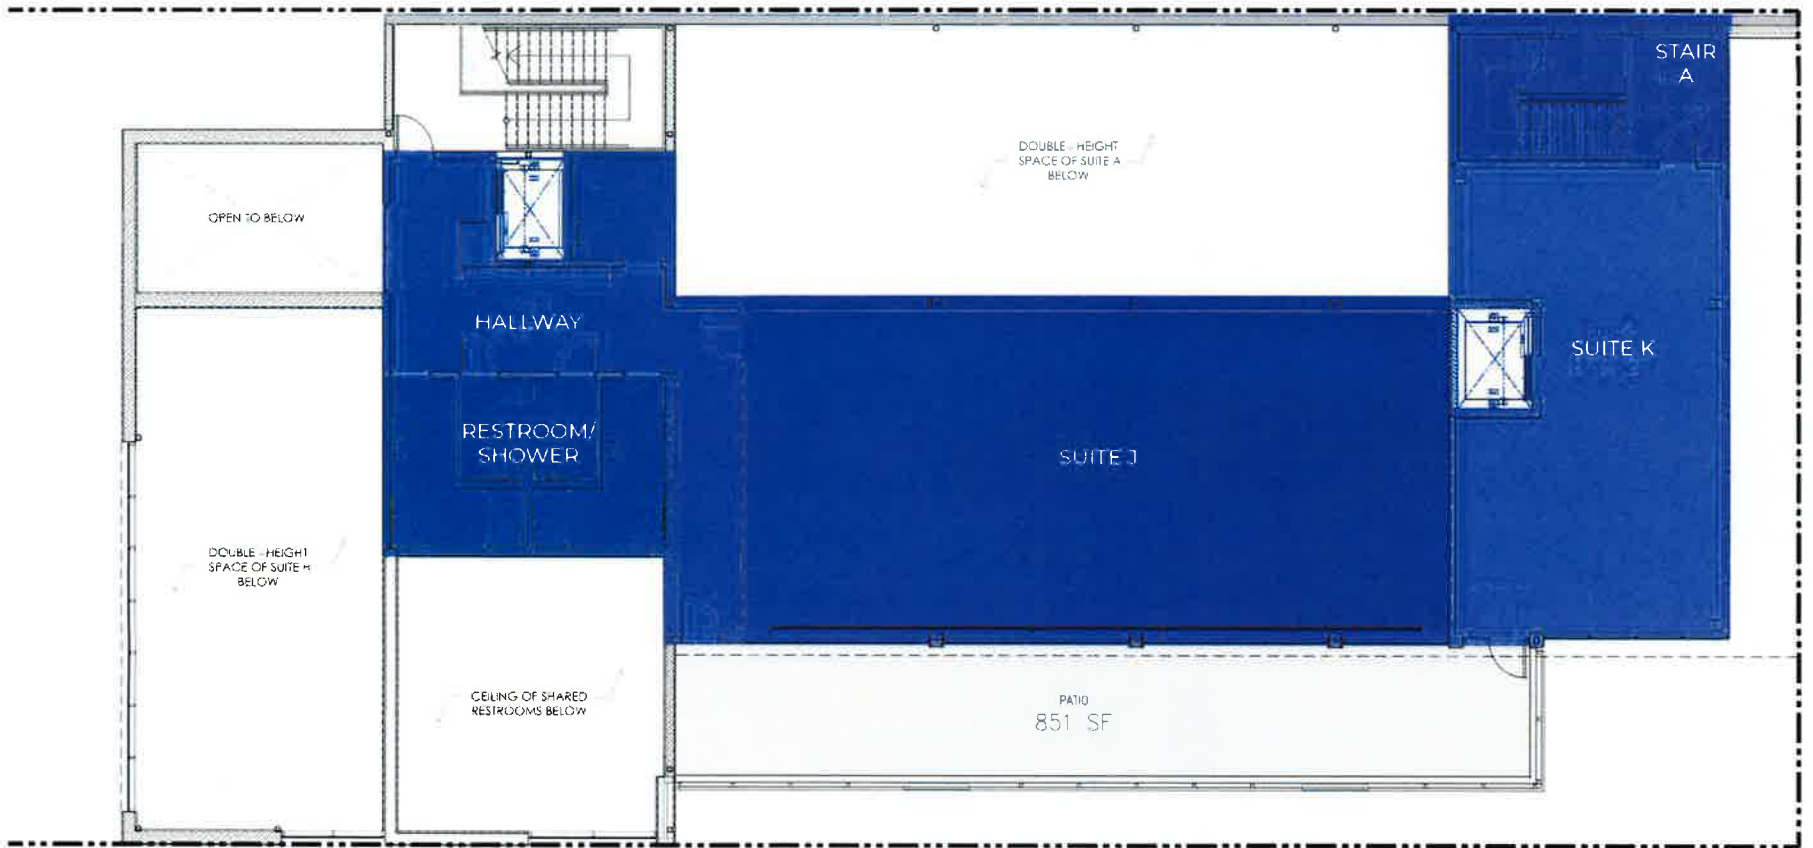 STAIR
A
DOUBLE - HEIGHT
SPACE OF SUITE A
BELOW
OPEN TO BELOW
HALLWAY
SUITE K
RESTROOM/
SHOWER
SUITE J
DOUBLE - HEIGHT
SPACE OF SUITE H
BELOW
CEILING OF SHARED
RESTROOMS BELOW
PATIO
851 SF